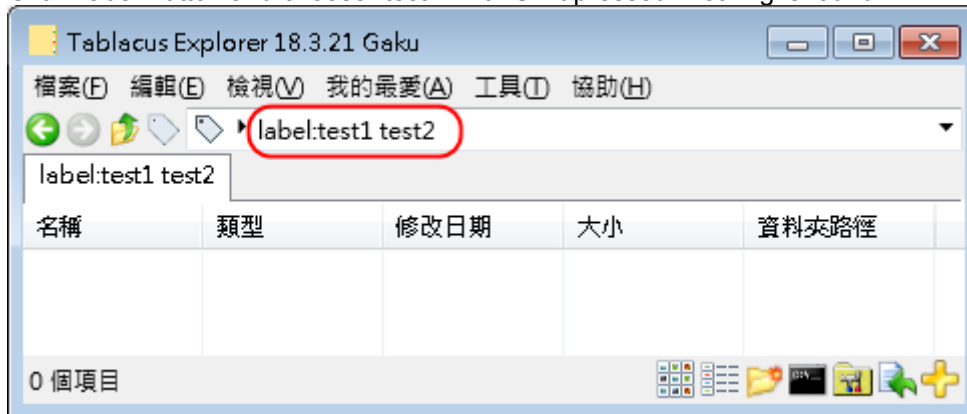 Tablacus Explorer 18.3.21 Gaku
檔案(F) 編輯(E) 檢視(V) 我的最愛(A) 工具(T) 協助(H)
label:test1 test2
label:test1 test2
名稱 類型 修改日期 大小 資料夾路徑
0 個項目